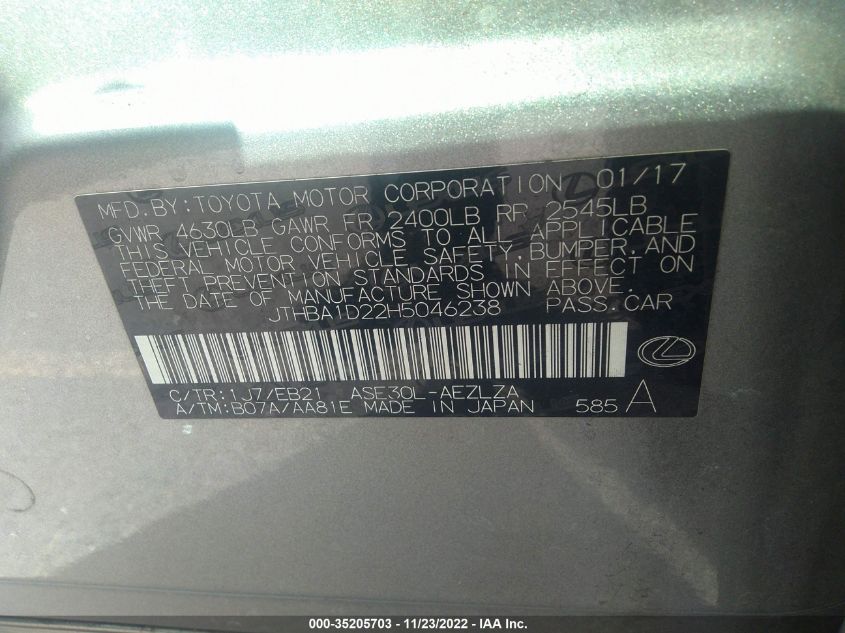 MFD.BY:TOYOTA MOTOR CORPORATION 01/17
GVWR 4630LB GAWR FR 2400LB RR 2545LB
THIS VEHICLE CONFORMS TO ALL APPLICABLE
FEDERAL MOTOR VEHICLE SAFETY,BUMPER,AND
THEFT PREVENTION STANDARDS IN EFFECT ON
THE DATE OF MANUFACTURE SHOWN ABOVE.
JTHBA1D22H5046238 PASS.CAR
C/TR:1J7/EB21 ASE30L-AEZLZA
A/TM:B07A/AA81E MADE IN JAPAN 585 A
000-35205703 - 11/23/2022 - IAA Inc.